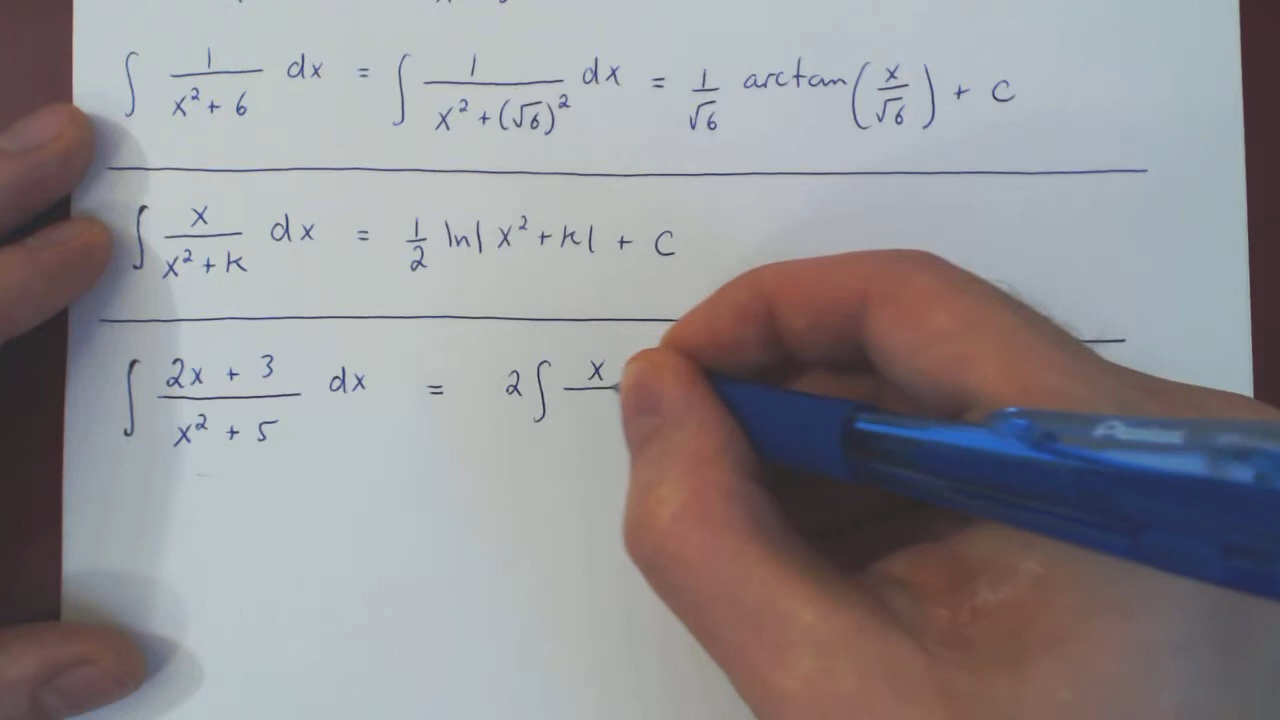 ∫ 1/(x² + 6) dx = ∫ 1/(x² + (√6)²) dx = 1/√6 arctan(x/√6) + C
∫ x/(x² + k) dx = 1/2 ln|x² + k| + C
∫ (2x + 3)/(x² + 5) dx = 2∫ x